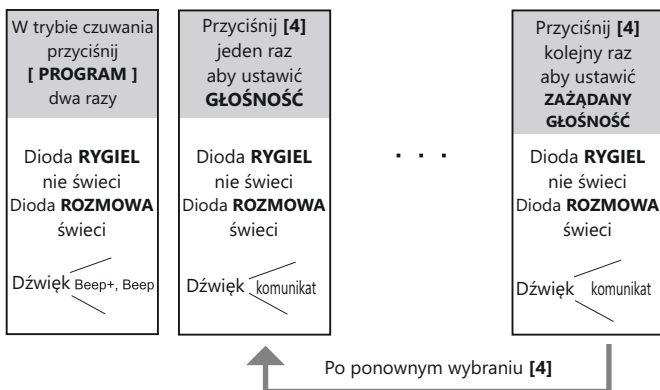 W trybie czuwania
przyciśnij
[ PROGRAM ]
dwa razy
Dioda RYGIEL
nie świeci
Dioda ROZMOWA
świeci
Dźwięk Beep+, Beep
Przyciśnij [4]
jeden raz
aby ustawić
GŁOŚNOŚĆ
Dioda RYGIEL
nie świeci
Dioda ROZMOWA
świeci
Dźwięk komunikat
. . .
Przyciśnij [4]
kolejny raz
aby ustawić
ZAŻĄDANY
GŁOŚNOŚĆ
Dioda RYGIEL
nie świeci
Dioda ROZMOWA
świeci
Dźwięk komunikat
Po ponownym wybraniu [4]